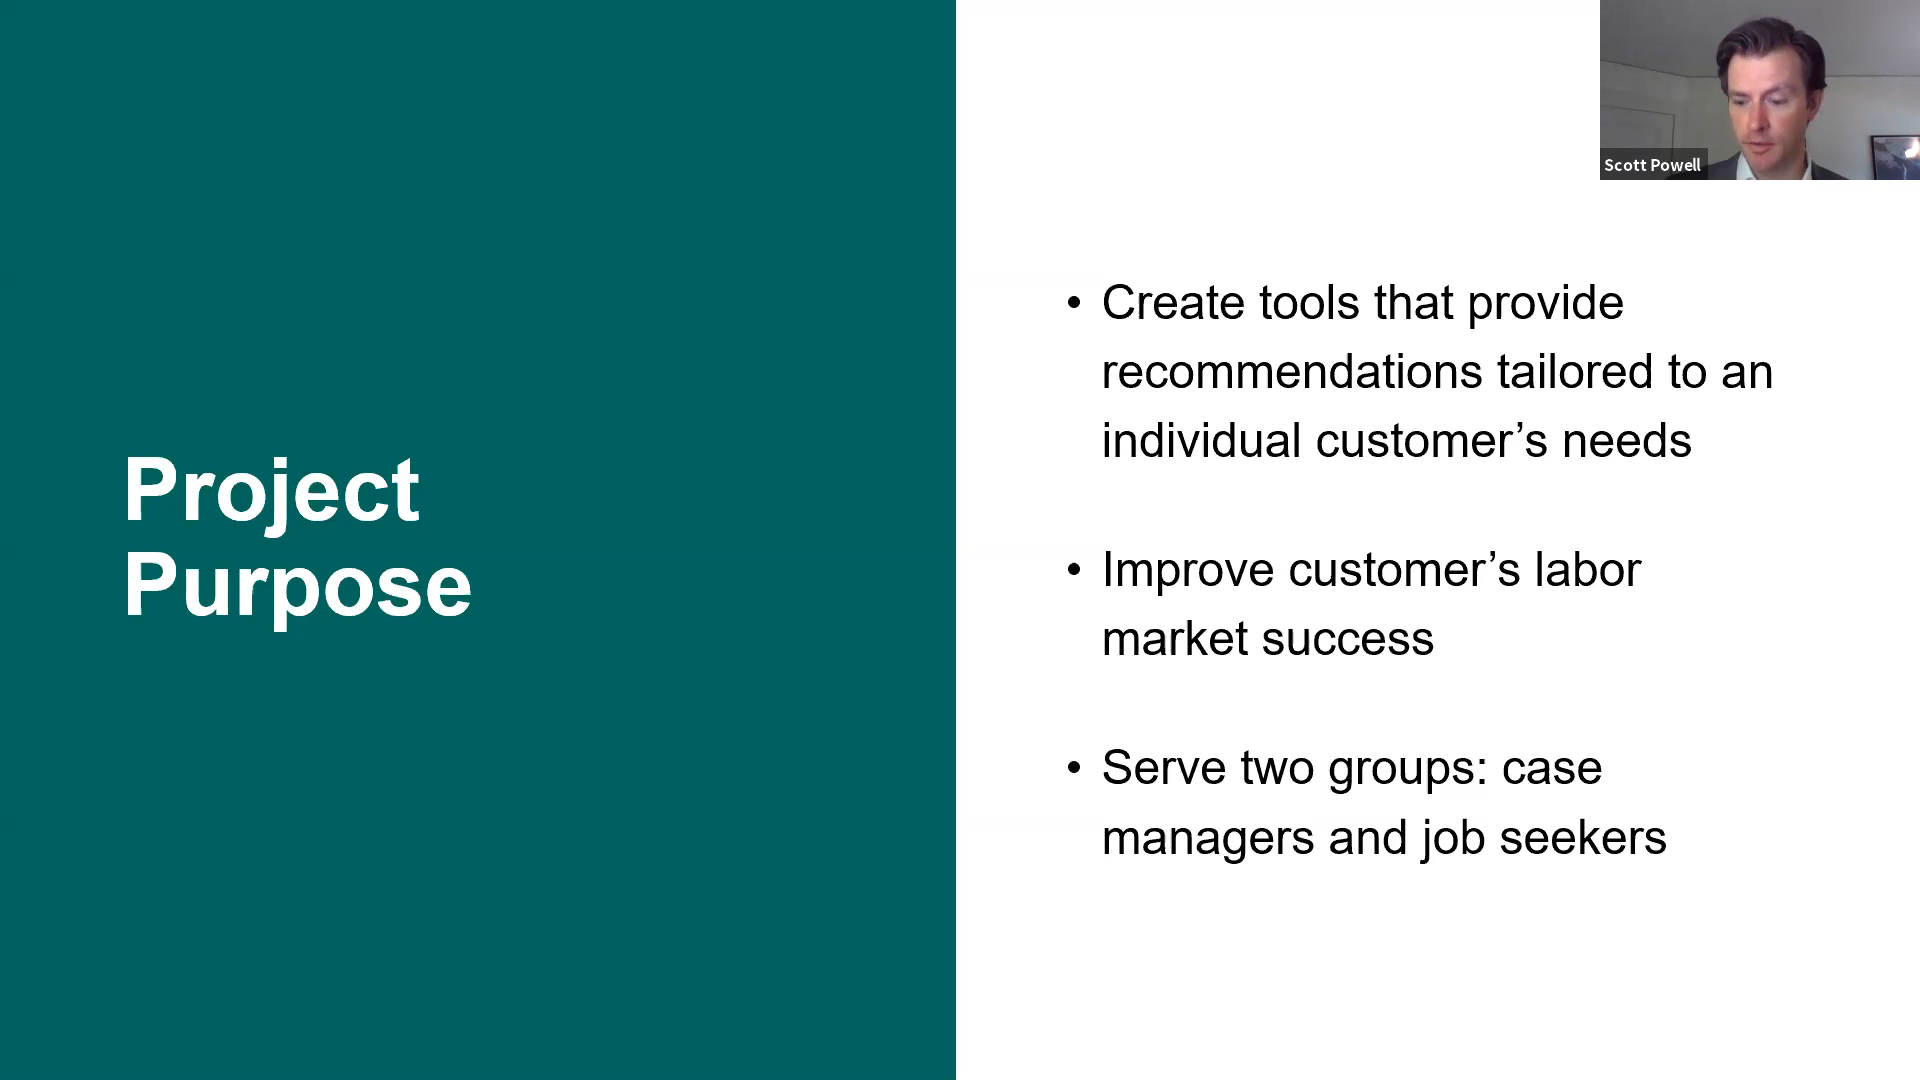 Scott Powell
Project
Purpose
• Create tools that provide
recommendations tailored to an
individual customer’s needs
• Improve customer’s labor
market success
• Serve two groups: case
managers and job seekers